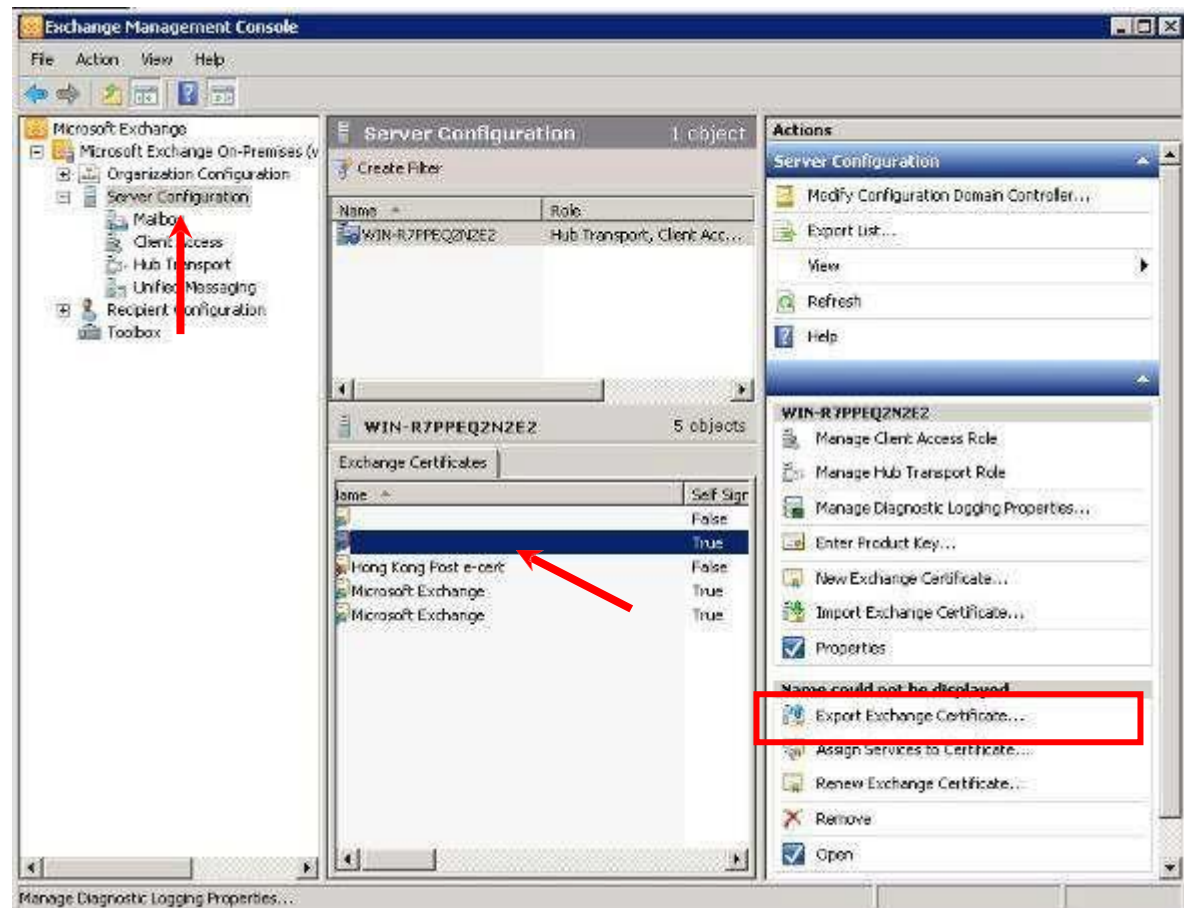 Exchange Management Console
File Action View Help
Microsoft Exchange
Microsoft Exchange On-Premises (v
Organization Configuration
Server Configuration
Mailbox
Client Access
Hub Transport
Unified Messaging
Recipient Configuration
Toolbox
Server Configuration 1 object
Create Filter
Name Role
WIN-R7PPEQ2N2E2 Hub Transport, Client Acc...
WIN-R7PPEQ2N2E2 5 objects
Exchange Certificates
Name Self Sign
False
True
Hong Kong Post e-cert False
Microsoft Exchange True
Microsoft Exchange True
Actions
Server Configuration
Modify Configuration Domain Controller...
Export List...
View
Refresh
Help
WIN-R7PPEQ2N2E2
Manage Client Access Role
Manage Hub Transport Role
Manage Diagnostic Logging Properties...
Enter Product Key...
New Exchange Certificate...
Import Exchange Certificate...
Properties
Name could not be displayed
Export Exchange Certificate...
Assign Services to Certificate...
Renew Exchange Certificate...
Remove
Open
Manage Diagnostic Logging Properties...